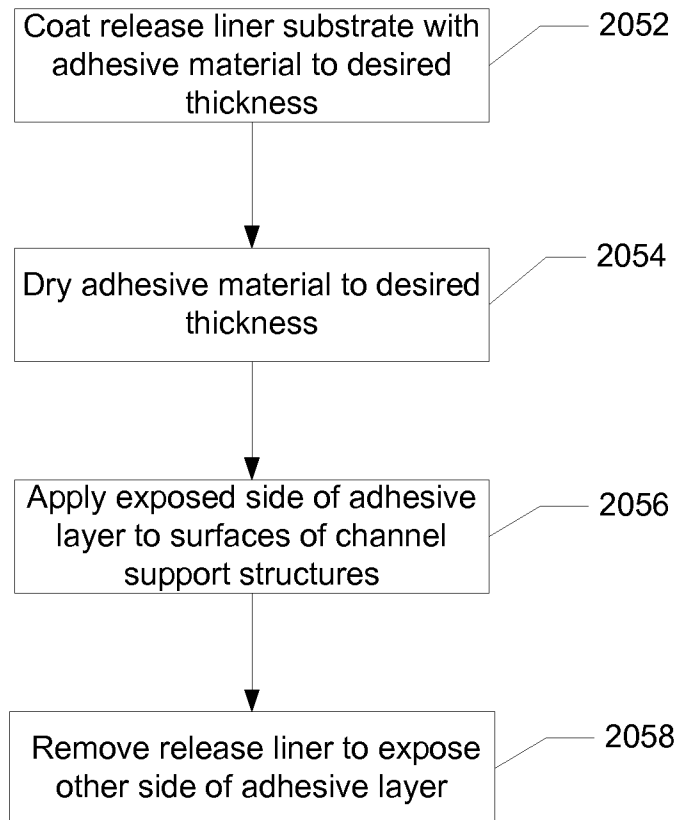 Coat release liner substrate with
adhesive material to desired
thickness
2052
Dry adhesive material to desired
thickness
2054
Apply exposed side of adhesive
layer to surfaces of channel
support structures
2056
Remove release liner to expose
other side of adhesive layer
2058